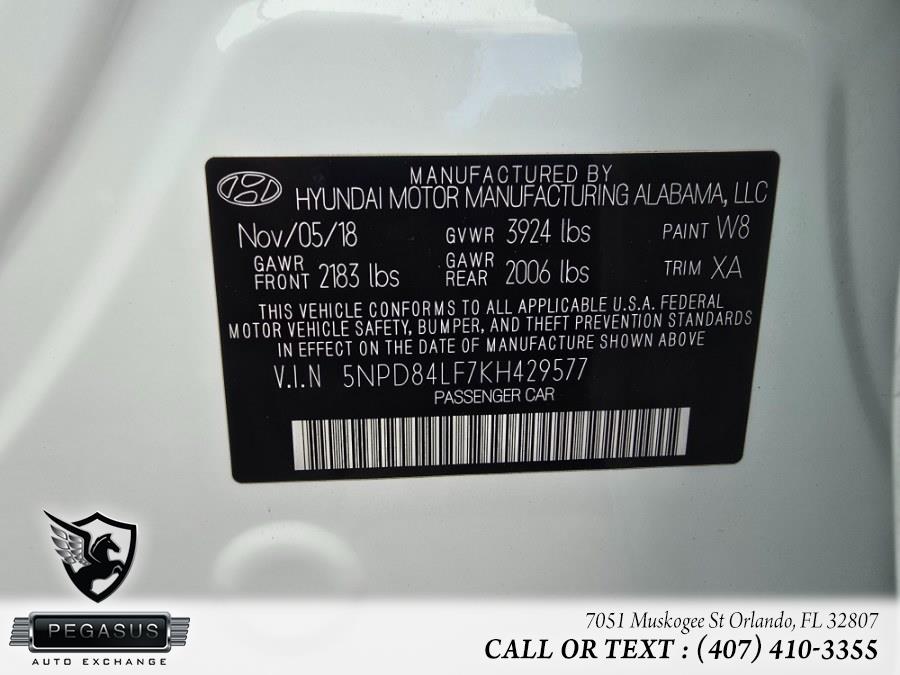 MANUFACTURED BY
HYUNDAI MOTOR MANUFACTURING ALABAMA, LLC
Nov/05/18 GVWR 3924 lbs PAINT W8
GAWR FRONT 2183 lbs GAWR REAR 2006 lbs TRIM XA
THIS VEHICLE CONFORMS TO ALL APPLICABLE U.S.A. FEDERAL
MOTOR VEHICLE SAFETY, BUMPER, AND THEFT PREVENTION STANDARDS
IN EFFECT ON THE DATE OF MANUFACTURE SHOWN ABOVE
V.I.N 5NPD84LF7KH429577
PASSENGER CAR
PEGASUS
AUTO EXCHANGE
7051 Muskogee St Orlando, FL 32807
CALL OR TEXT : (407) 410-3355